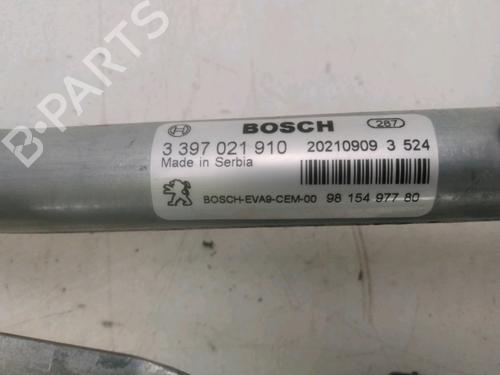 BOSCH 287
3 397 021 910 20210909 3 524
Made in Serbia
BOSCH-EVA9-CEM-00 98 154 977 80
B-PARTS